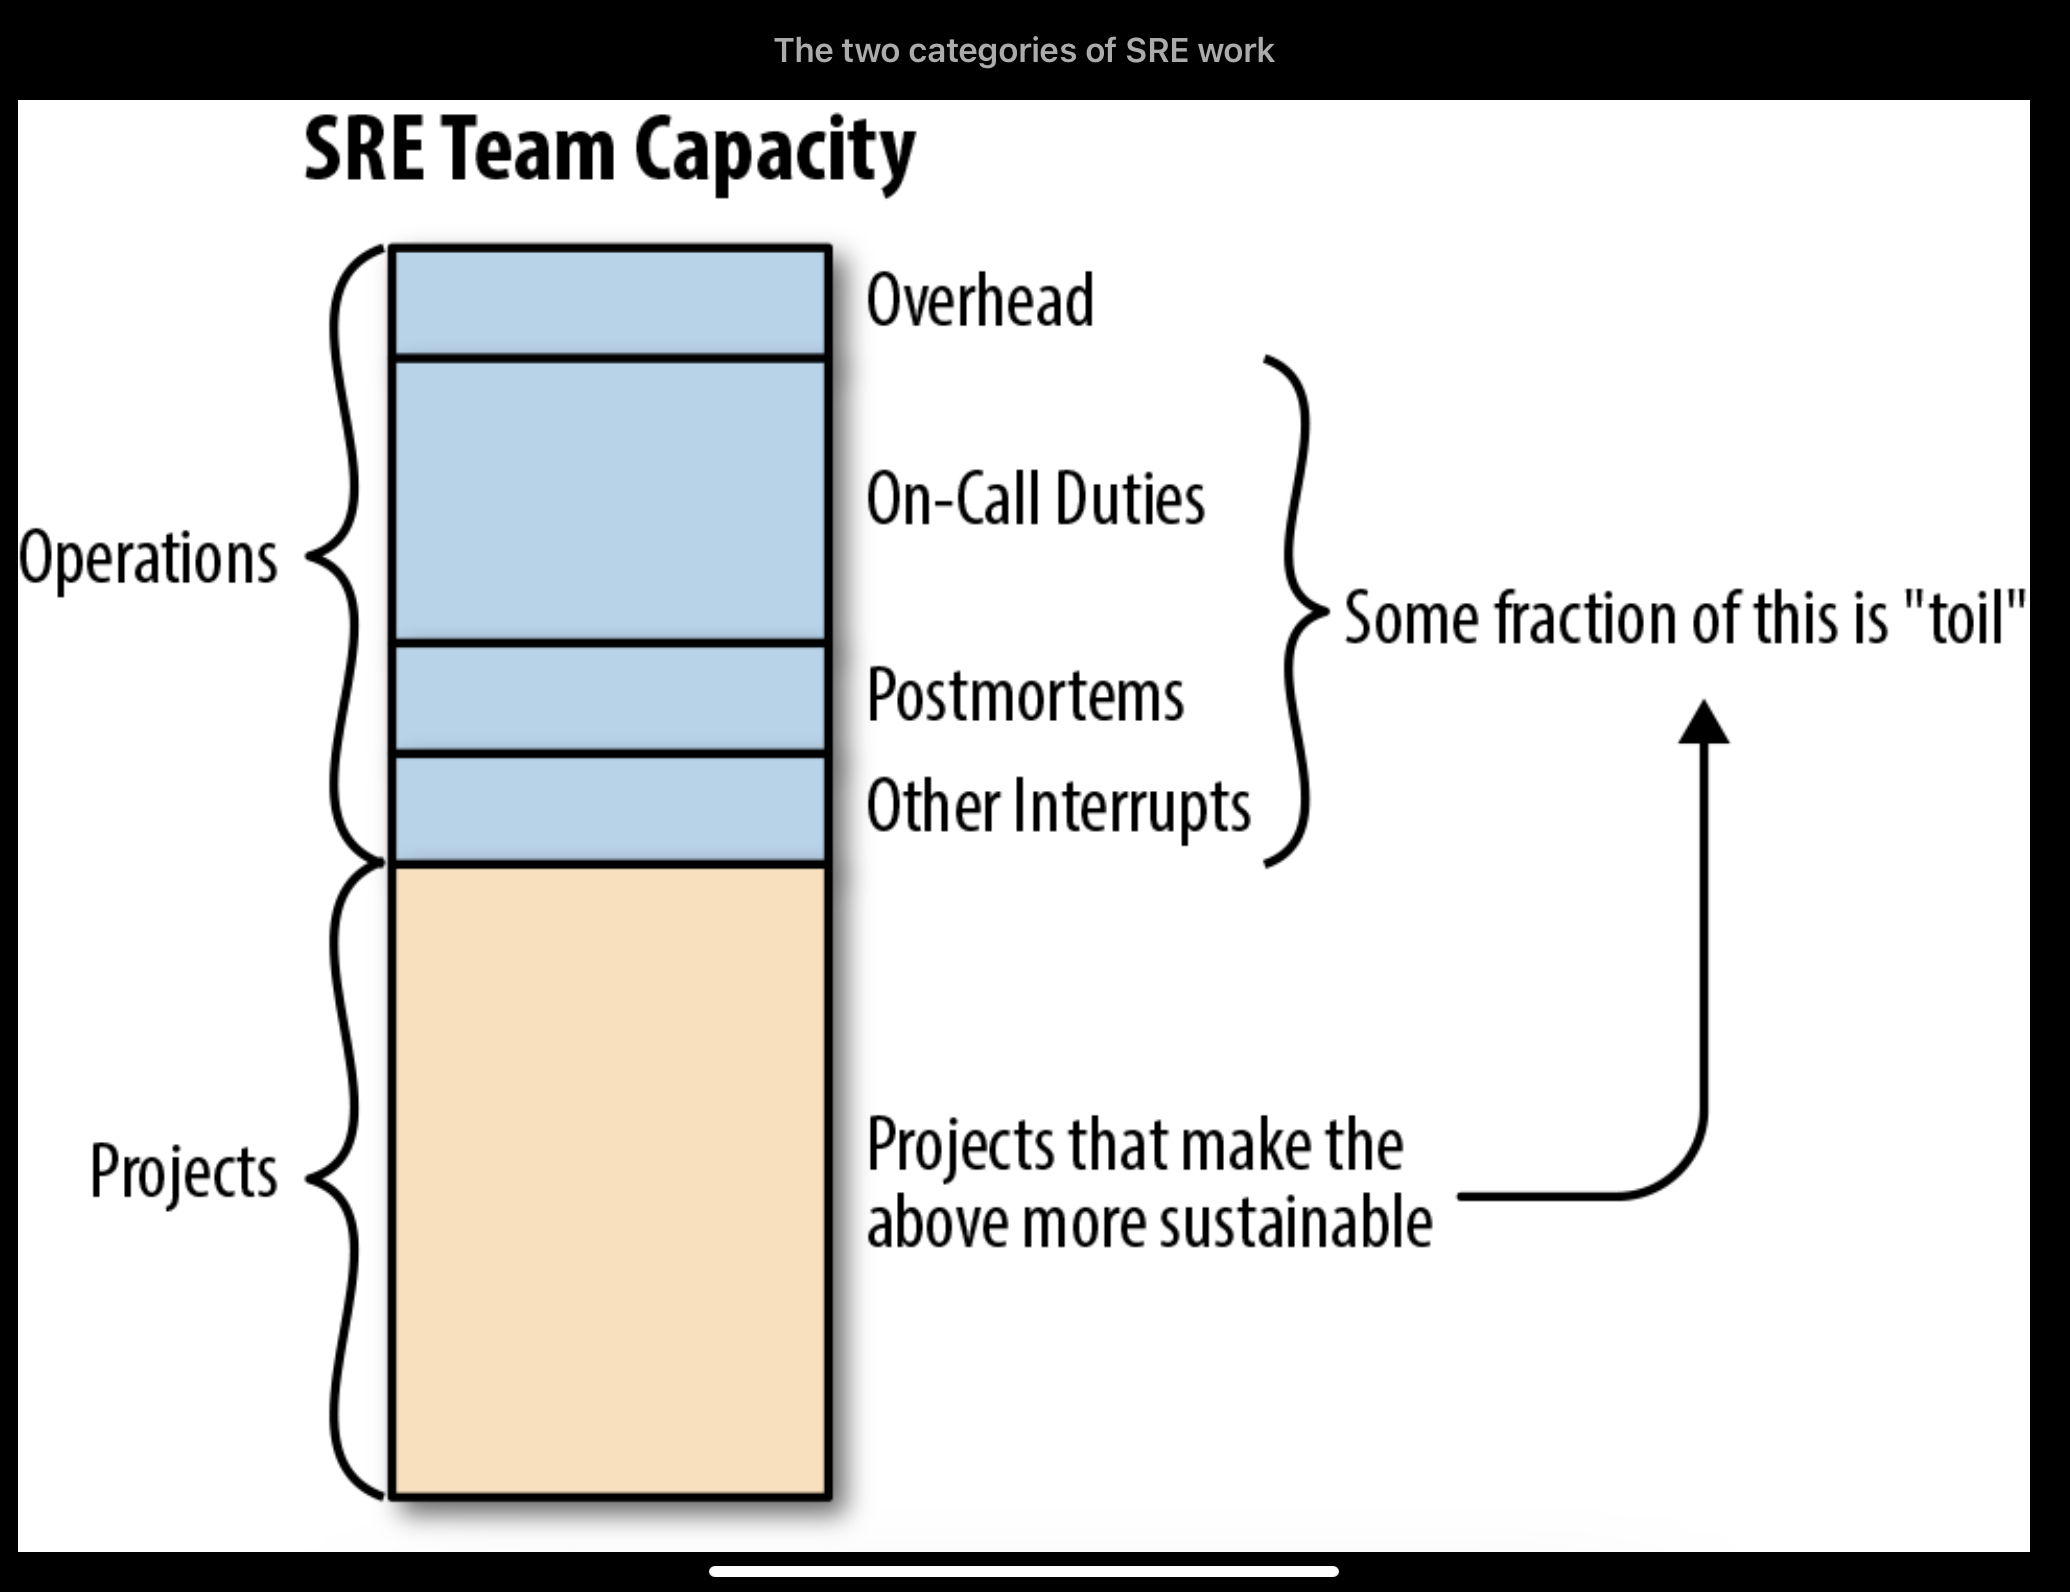 The two categories of SRE work
SRE Team Capacity
Overhead
On-Call Duties
Operations
Some fraction of this is "toil"
Postmortems
Other Interrupts
Projects that make the
above more sustainable
Projects